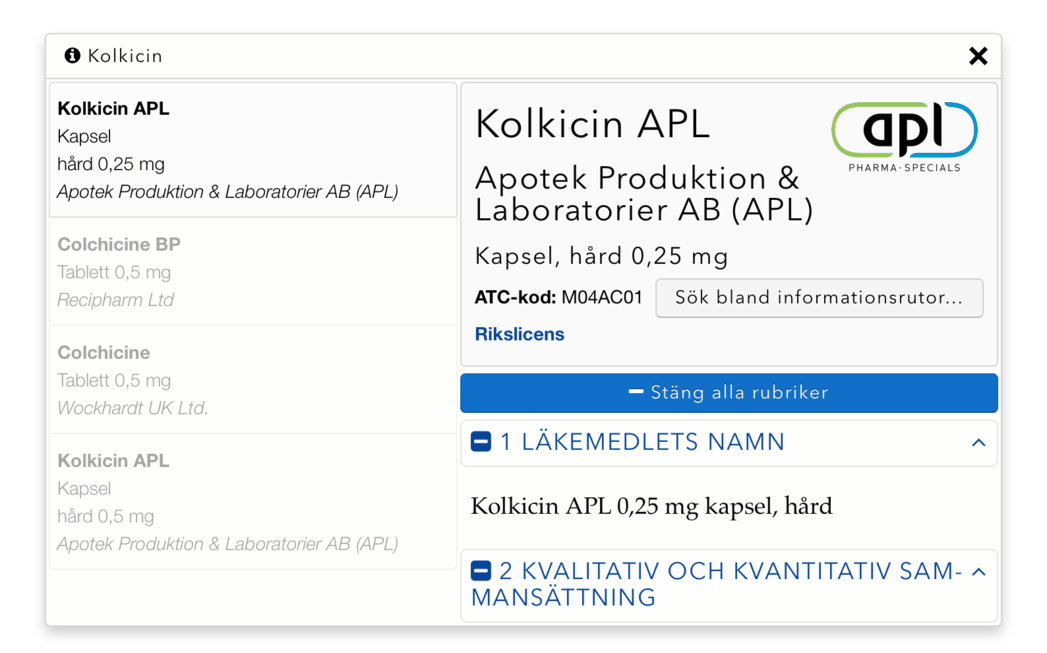 Kolkicin
Kolkicin APL
Kapsel
hård 0,25 mg
Apotek Produktion & Laboratorier AB (APL)
Colchicine BP
Tablett 0,5 mg
Recipharm Ltd
Colchicine
Tablett 0,5 mg
Wockhardt UK Ltd.
Kolkicin APL
Kapsel
hård 0,5 mg
Apotek Produktion & Laboratorier AB (APL)
Kolkicin APL
apl
PHARMA·SPECIALS
Apotek Produktion &
Laboratorier AB (APL)
Kapsel, hård 0,25 mg
ATC-kod: M04AC01 Sök bland informationsrutor...
Rikslicens
Stäng alla rubriker
1 LÄKEMEDLETS NAMN
Kolkicin APL 0,25 mg kapsel, hård
2 KVALITATIV OCH KVANTITATIV SAM-
MANSÄTTNING